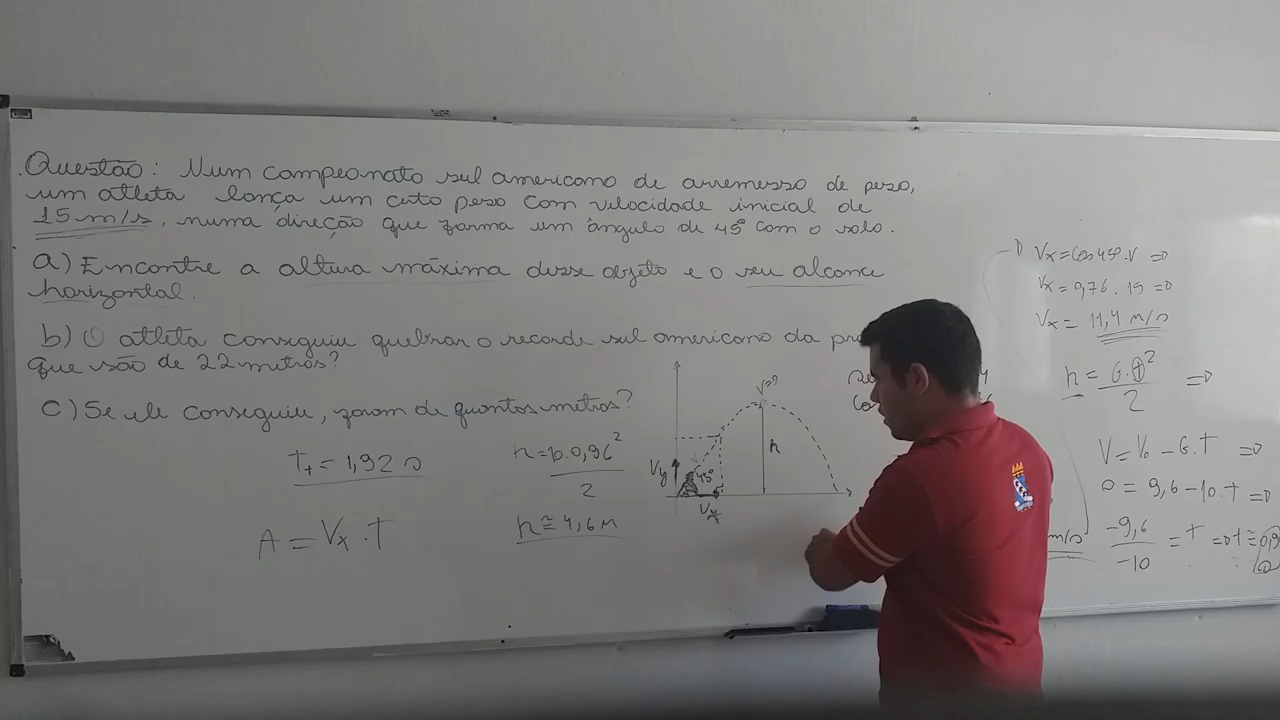 Questão: Num campeonato sul americano de arremesso de peso,
um atleta lança um certo peso com velocidade inicial de
15 m/s, numa direção que forma um ângulo de 45° com o solo.
a) Encontre a altura máxima desse objeto e o seu alcance
horizontal.
b) O atleta conseguiu quebrar o recorde sul americano da
que são de 22 metros?
c) Se ele conseguiu, foram de quantos metros?
T+ = 1,92 s
A = Vx . T
h = 10.0,96²
2
h ≅ 4,6 M
V=0
h
45°
Vy
Vx
Vx = Cos 45°. V =>
Vx = 0,76 . 15 =>
Vx = 11,4 m/s
h = G.t² =>
2
V = V0 - G.T =>
0 = 9,6 - 10.T =>
m/s
-9,6 = T => t ≅
-10